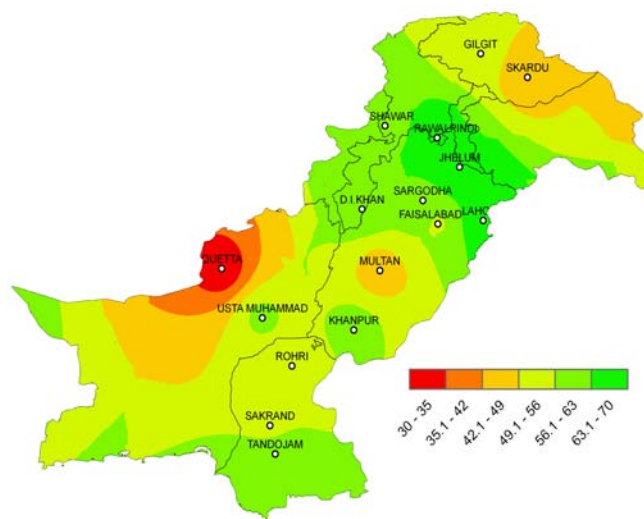 GILGIT
SKARDU
SHAWAR
RAWALPINDI
JHELUM
SARGODHA
D.I.KHAN
FAISALABAD
LAHO
QUETTA
MULTAN
USTA MUHAMMAD
KHANPUR
ROHRI
SAKRAND
TANDOJAM
30 - 35
35.1 - 42
42.1 - 49
49.1 - 56
56.1 - 63
63.1 - 70